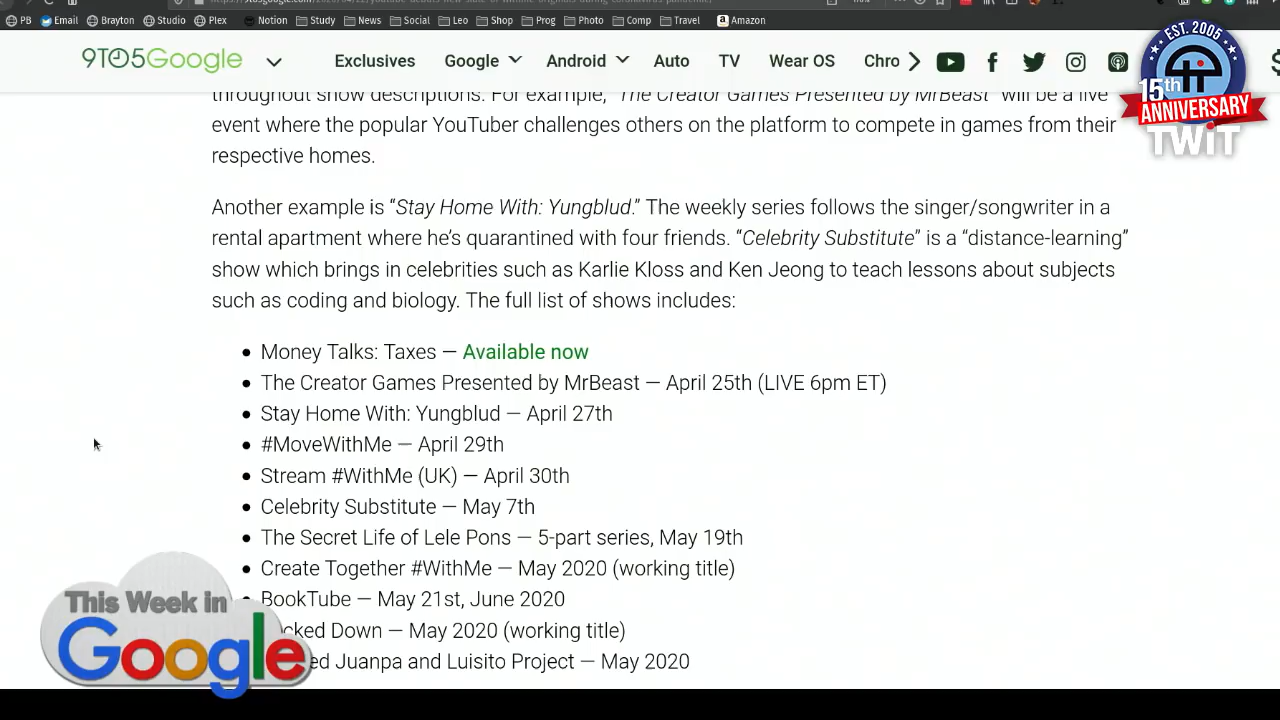 PB Email Brayton Studio Plex Notion Study News Social Leo Shop Prog Photo Comp Travel Amazon
9TO5Google Exclusives Google Android Auto TV Wear OS Chro
EST. 2005
15th
ANNIVERSARY
TWiT
throughout show descriptions. For example, "The Creator Games Presented by MrBeast" will be a live
event where the popular YouTuber challenges others on the platform to compete in games from their
respective homes.
Another example is “Stay Home With: Yungblud.” The weekly series follows the singer/songwriter in a
rental apartment where he’s quarantined with four friends. “Celebrity Substitute” is a “distance-learning”
show which brings in celebrities such as Karlie Kloss and Ken Jeong to teach lessons about subjects
such as coding and biology. The full list of shows includes:
Money Talks: Taxes — Available now
The Creator Games Presented by MrBeast — April 25th (LIVE 6pm ET)
Stay Home With: Yungblud — April 27th
#MoveWithMe — April 29th
Stream #WithMe (UK) — April 30th
Celebrity Substitute — May 7th
The Secret Life of Lele Pons — 5-part series, May 19th
Create Together #WithMe — May 2020 (working title)
BookTube — May 21st, June 2020
cked Down — May 2020 (working title)
ed Juanpa and Luisito Project — May 2020
This Week in
Google